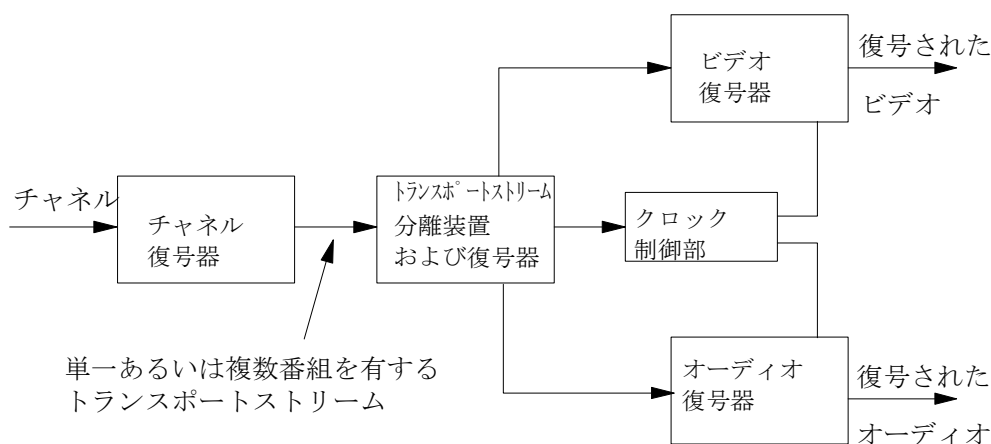 チャネル
チャネル
復号器
単一あるいは複数番組を有する
トランスポートストリーム
トランスポートストリーム
分離装置
および復号器
クロック
制御部
ビデオ
復号器
復号された
ビデオ
オーディオ
復号器
復号された
オーディオ